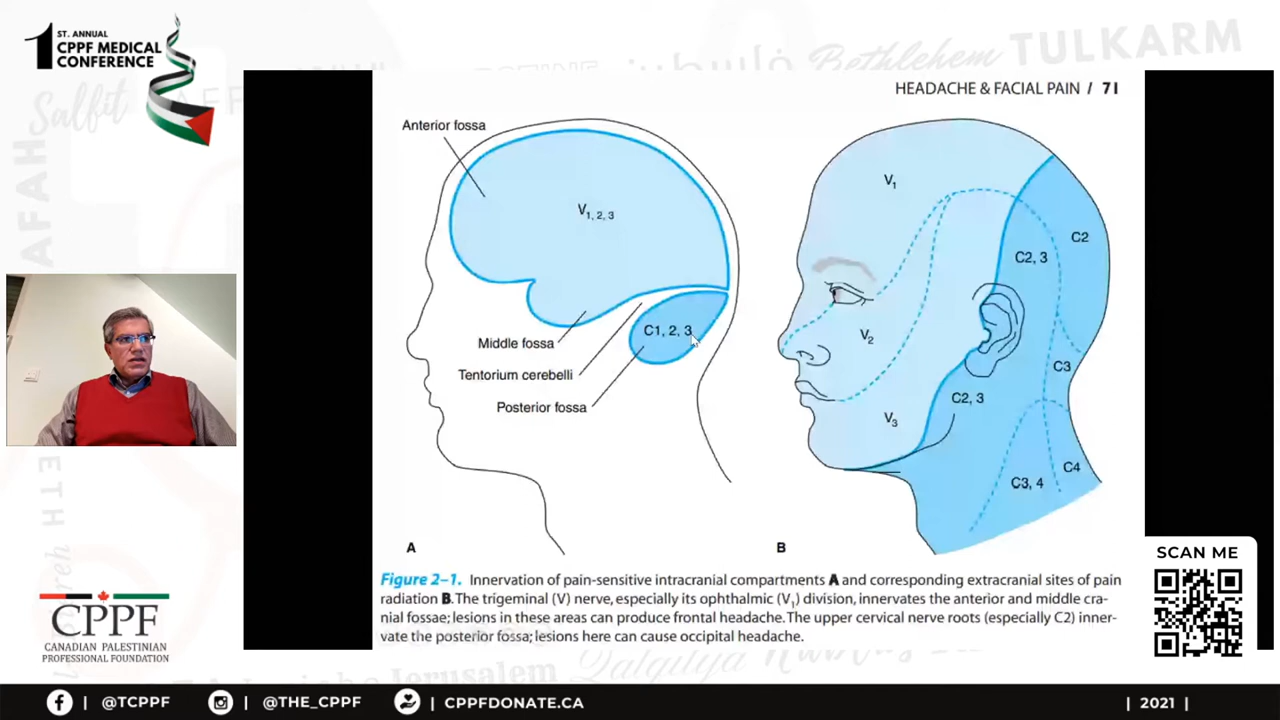 ST. ANNUAL
1 CPPF MEDICAL
CONFERENCE
Salfit
Bethlehem
TULKARM
AFAH
Jerusalem
Qalqilya
HEADACHE & FACIAL PAIN / 71
Anterior fossa
V1, 2, 3
C1, 2, 3
Middle fossa
Tentorium cerebelli
Posterior fossa
A
V1
V2
V3
C2
C2, 3
C3
C2, 3
C4
C3, 4
B
Figure 2–1. Innervation of pain-sensitive intracranial compartments A and corresponding extracranial sites of pain
radiation B. The trigeminal (V) nerve, especially its ophthalmic (V1) division, innervates the anterior and middle cra-
nial fossae; lesions in these areas can produce frontal headache. The upper cervical nerve roots (especially C2) inner-
vate the posterior fossa; lesions here can cause occipital headache.
SCAN ME
CPPF
CANADIAN PALESTINIAN
PROFESSIONAL FOUNDATION
| @TCPPF
| @THE_CPPF
| CPPFDONATE.CA
| 2021 |